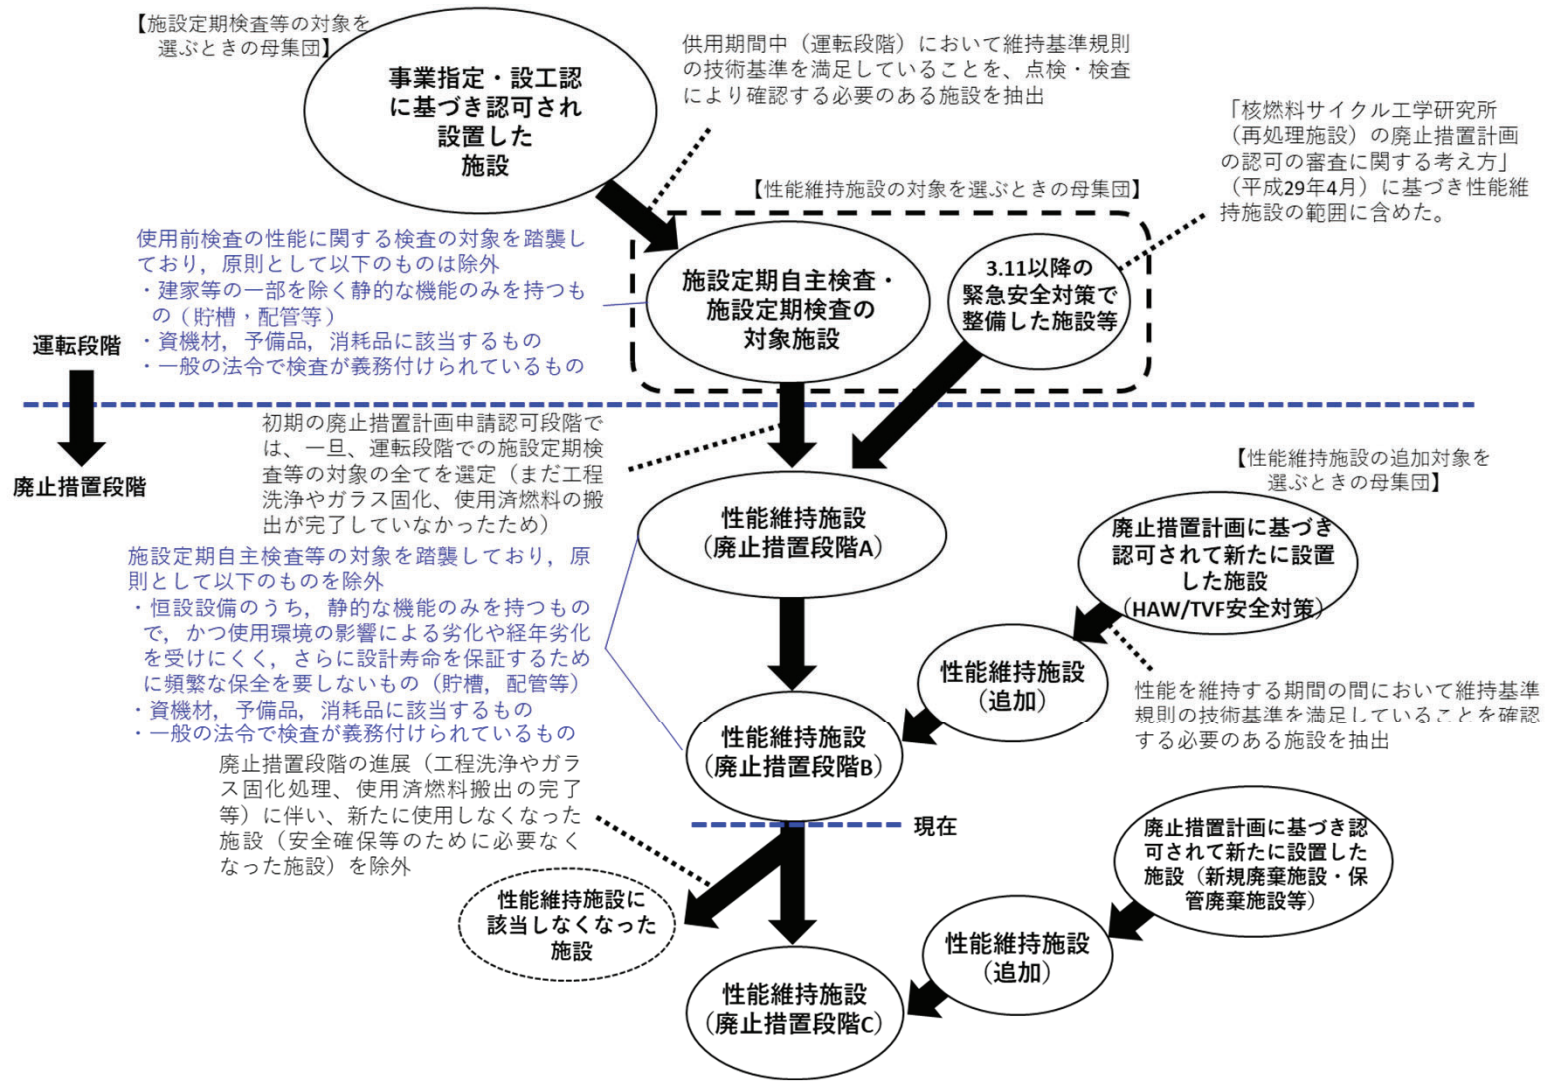 【施設定期検査等の対象を
選ぶときの母集団】
事業指定・設工認
に基づき認可され
設置した
施設
供用期間中（運転段階）において維持基準規則
の技術基準を満足していることを、点検・検査
により確認する必要のある施設を抽出
「核燃料サイクル工学研究所
（再処理施設）の廃止措置計画
の認可の審査に関する考え方」
（平成29年4月）に基づき性能維
持施設の範囲に含めた。
【性能維持施設の対象を選ぶときの母集団】
使用前検査の性能に関する検査の対象を踏襲し
ており，原則として以下のものは除外
・建家等の一部を除く静的な機能のみを持つも
の（貯槽，配管等）
・資機材，予備品，消耗品に該当するもの
・一般の法令で検査が義務付けられているもの
施設定期自主検査・
施設定期検査の
対象施設
3.11以降の
緊急安全対策で
整備した施設等
運転段階
廃止措置段階
初期の廃止措置計画申請認可段階で
は、一旦、運転段階での施設定期検
査等の対象の全てを選定（まだ工程
洗浄やガラス固化、使用済燃料の搬
出が完了していなかったため）
性能維持施設
（廃止措置段階A）
【性能維持施設の追加対象を
選ぶときの母集団】
廃止措置計画に基づき
認可されて新たに設置
した施設
（HAW/TVF安全対策）
施設定期自主検査等の対象を踏襲しており，原
則として以下のものを除外
・恒設設備のうち，静的な機能のみを持つもの
で，かつ使用環境の影響による劣化や経年劣化
を受けにくく，さらに設計寿命を保証するため
に頻繁な保全を要しないもの（貯槽，配管等）
・資機材，予備品，消耗品に該当するもの
・一般の法令で検査が義務付けられているもの
性能維持施設
（追加）
性能を維持する期間の間において維持基準
規則の技術基準を満足していることを確認
する必要のある施設を抽出
性能維持施設
（廃止措置段階B）
廃止措置段階の進展（工程洗浄やガラ
ス固化処理、使用済燃料搬出の完了
等）に伴い、新たに使用しなくなった
施設（安全確保等のために必要なく
なった施設）を除外
現在
廃止措置計画に基づき認
可されて新たに設置した
施設（新規廃棄施設・保
管廃棄施設等）
性能維持施設に
該当しなくなった
施設
性能維持施設
（追加）
性能維持施設
（廃止措置段階C）